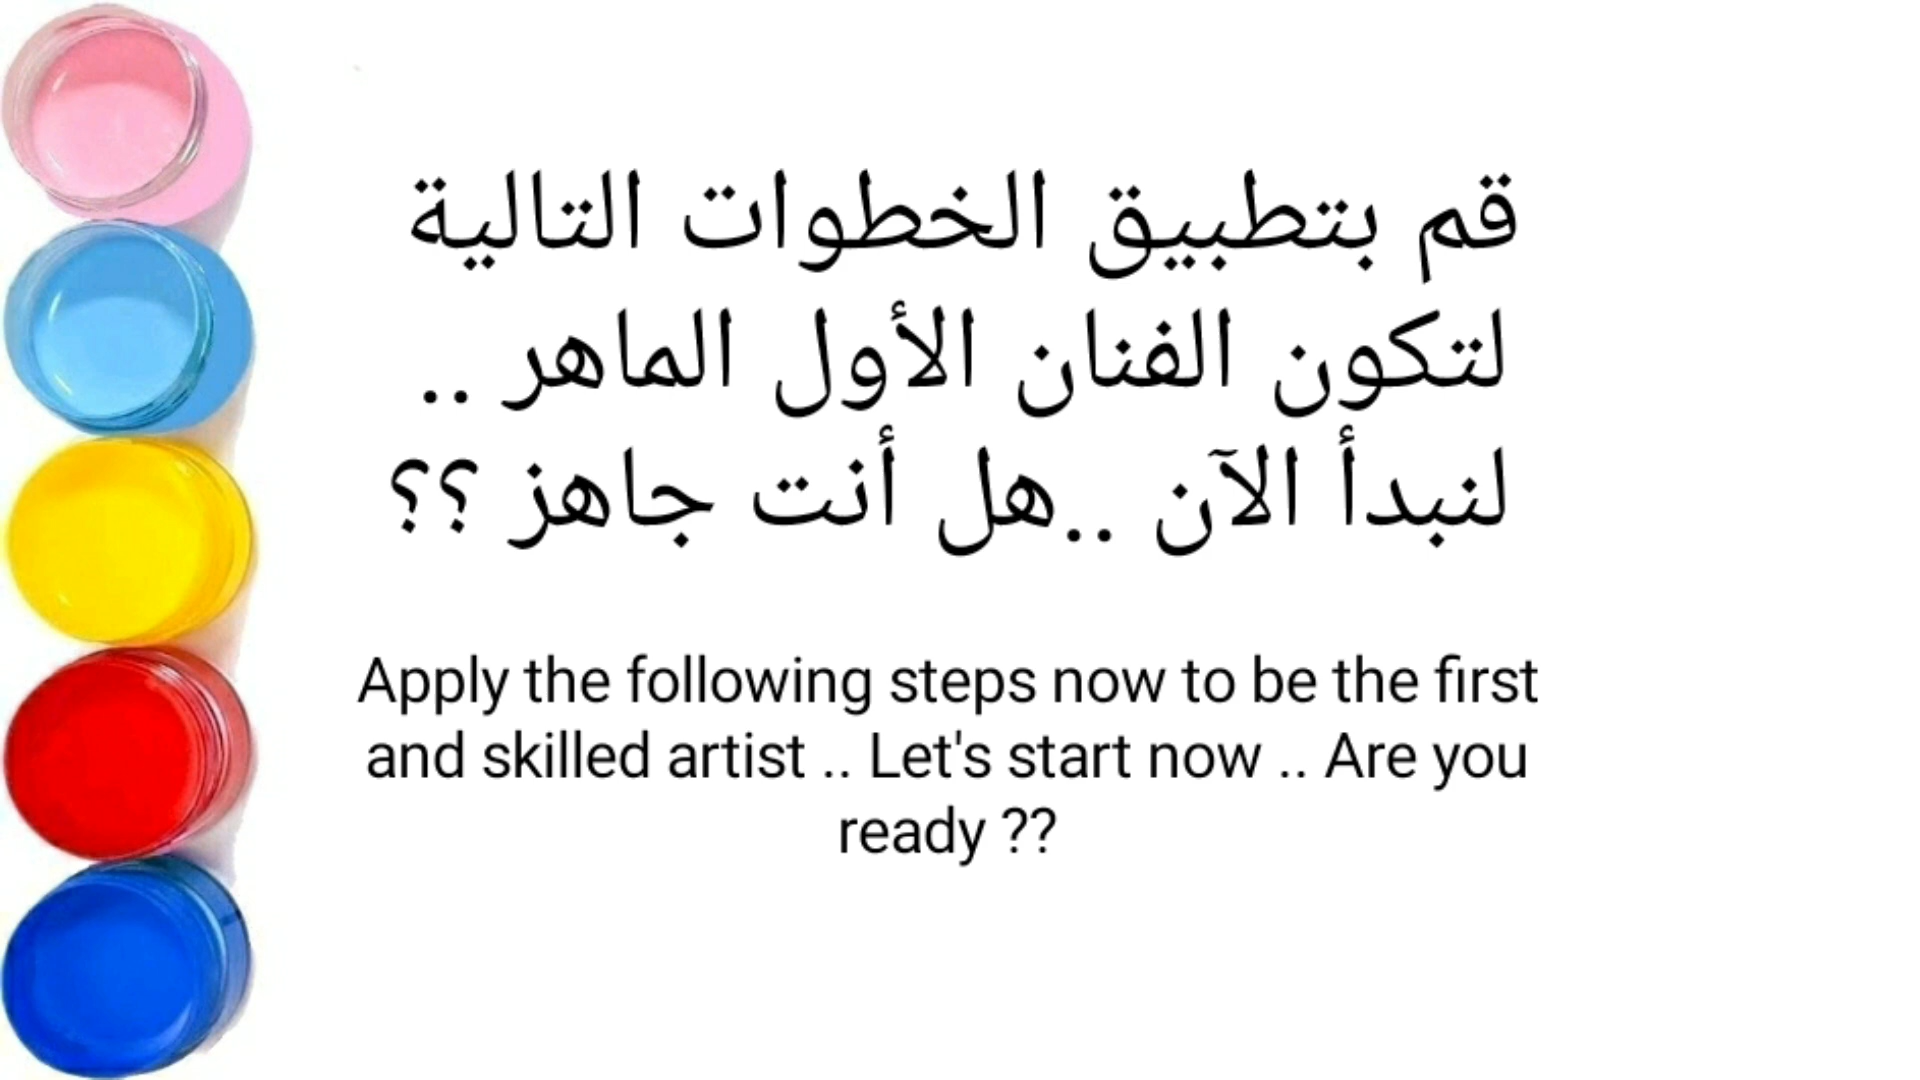 قم بتطبيق الخطوات التالية
لتكون الفنان الأول الماهر ..
لنبدأ الآن ..هل أنت جاهز ؟؟
Apply the following steps now to be the first
and skilled artist .. Let's start now .. Are you
ready ??